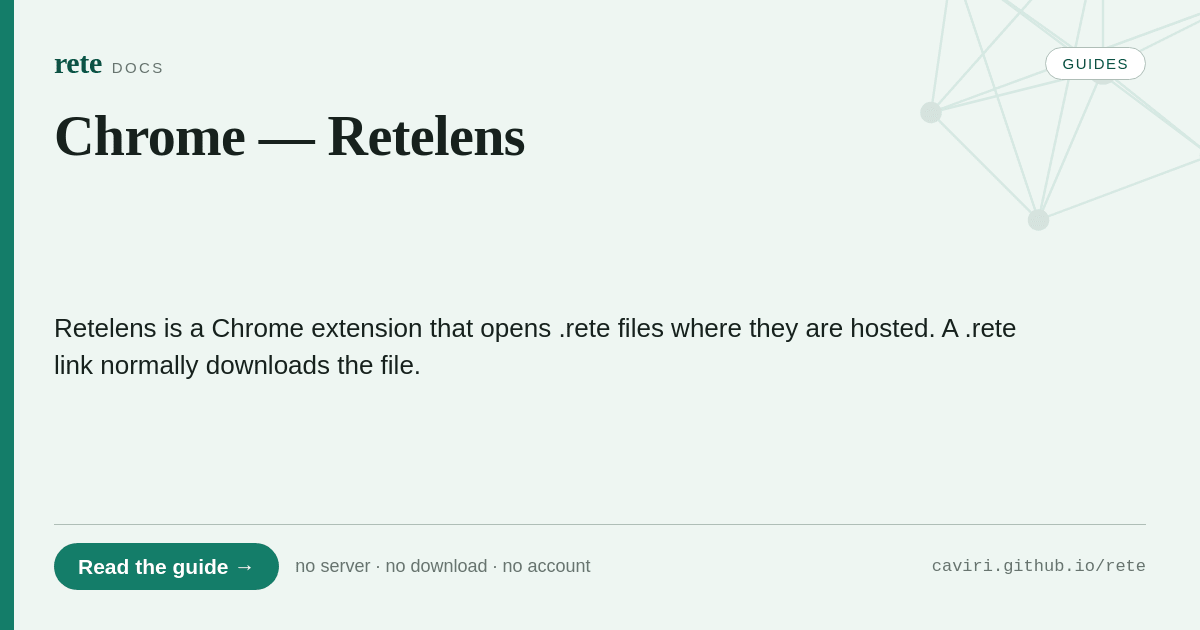 rete DOCS
GUIDES
Chrome — Retelens
Retelens is a Chrome extension that opens .rete files where they are hosted. A .rete
link normally downloads the file.
Read the guide →
no server · no download · no account
caviri.github.io/rete